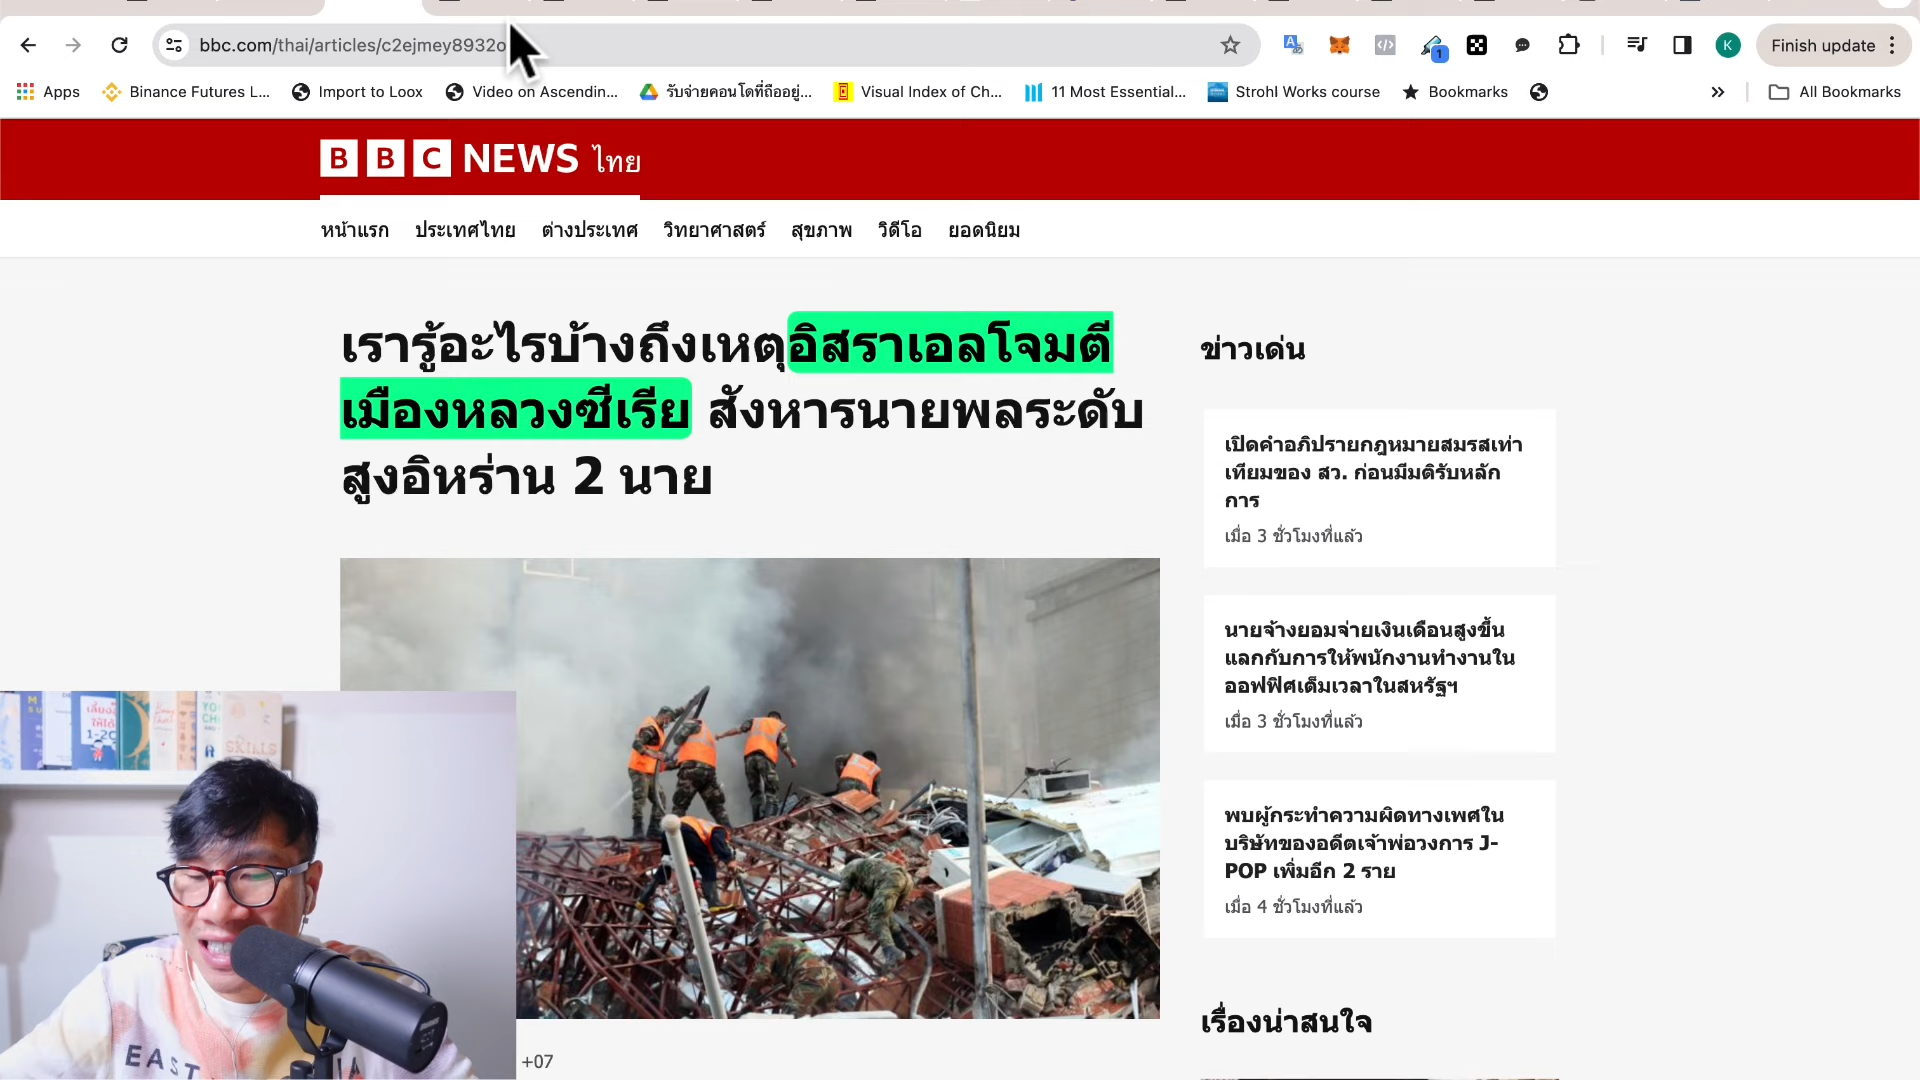 bbc.com/thai/articles/c2ejmey8932o
1
K
Finish update
Apps
Binance Futures L...
Import to Loox
Video on Ascendin...
รับจ่ายคอนโดที่ถืออยู่...
Visual Index of Ch...
11 Most Essential...
Strohl Works course
Bookmarks
All Bookmarks
BBC NEWS ไทย
หน้าแรก
ประเทศไทย
ต่างประเทศ
วิทยาศาสตร์
สุขภาพ
วิดีโอ
ยอดนิยม
เรารู้อะไรบ้างถึงเหตุอิสราเอลโจมตี
เมืองหลวงซีเรีย สังหารนายพลระดับ
สูงอิหร่าน 2 นาย
ข่าวเด่น
เปิดคำอภิปรายกฎหมายสมรสเท่า
เทียมของ สว. ก่อนมีมติรับหลัก
การ
เมื่อ 3 ชั่วโมงที่แล้ว
นายจ้างยอมจ่ายเงินเดือนสูงขึ้น
แลกกับการให้พนักงานทำงานใน
ออฟฟิศเต็มเวลาในสหรัฐฯ
เมื่อ 3 ชั่วโมงที่แล้ว
พบผู้กระทำความผิดทางเพศใน
บริษัทของอดีตเจ้าพ่อวงการ J-
POP เพิ่มอีก 2 ราย
เมื่อ 4 ชั่วโมงที่แล้ว
เรื่องน่าสนใจ
+07
SKILLS
EAST